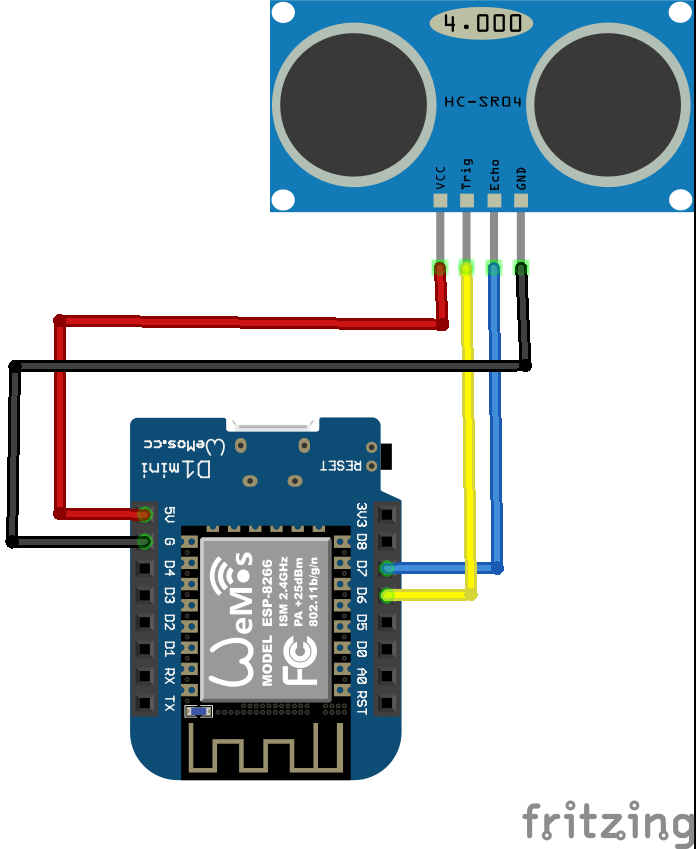 4.000
HC-SR04
VCC
Trig
Echo
GND
WeMos.cc
D1mini
RESET
5V
G
D4
D3
D2
D1
RX
TX
3V3
D8
D7
D6
D5
D0
A0
RST
WeMos
MODEL ESP-8266
ISM 2.4GHz
PA +25dBm
802.11b/g/n
FC
fritzing